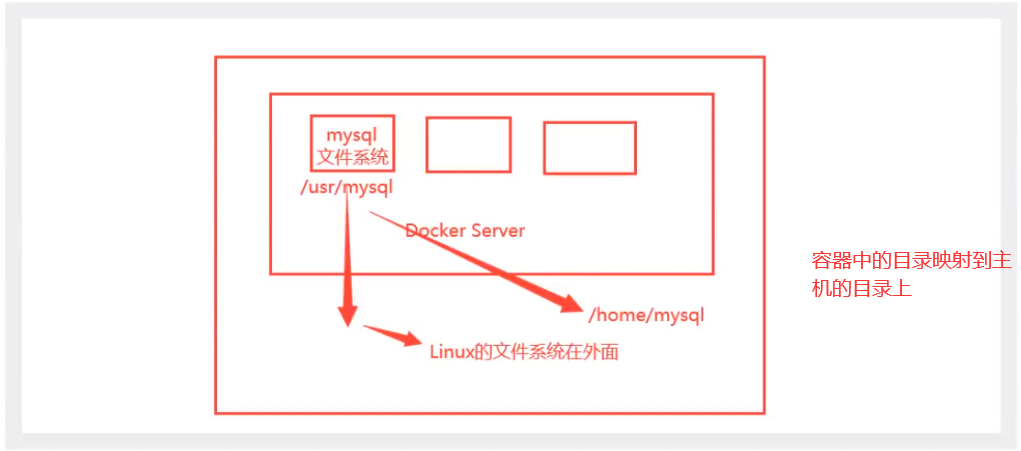 mysql
文件系统
/usr/mysql
Docker Server
容器中的目录映射到主
机的目录上
/home/mysql
Linux的文件系统在外面